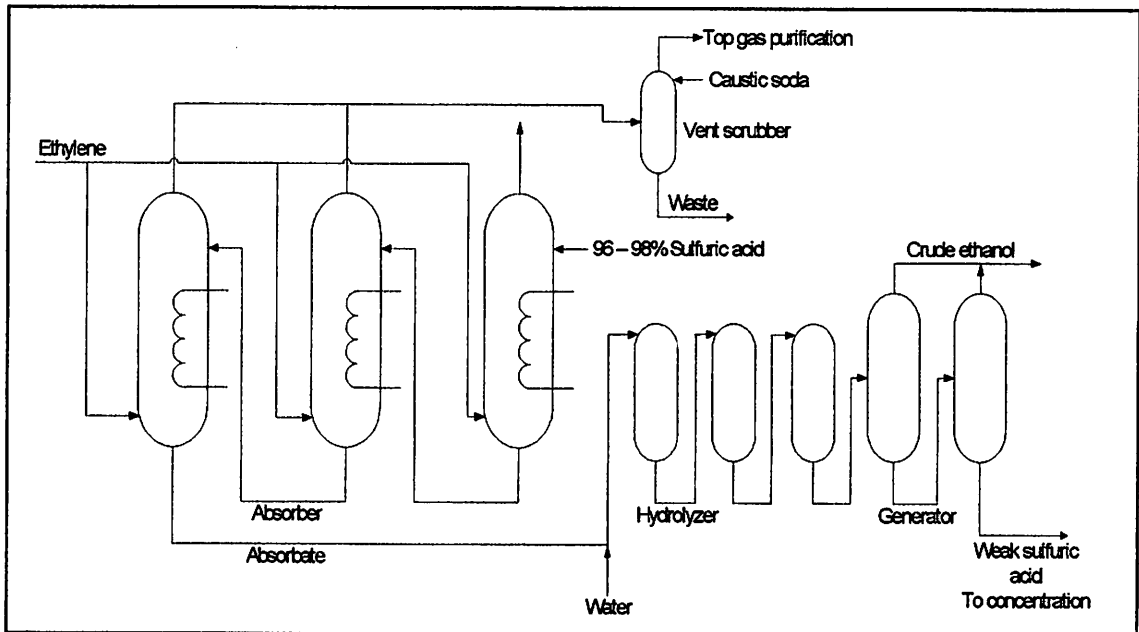 Top gas purification
Caustic soda
Vent scrubber
Ethylene
Waste
96 – 98% Sulfuric acid
Crude ethanol
Absorber
Hydrolyzer
Generator
Absorbate
Weak sulfuric
acid
To concentration
Water